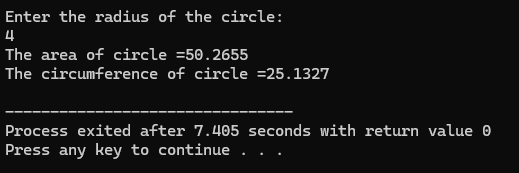 Enter the radius of the circle:
4
The area of circle =50.2655
The circumference of circle =25.1327
--------------------------------
Process exited after 7.405 seconds with return value 0
Press any key to continue . . .